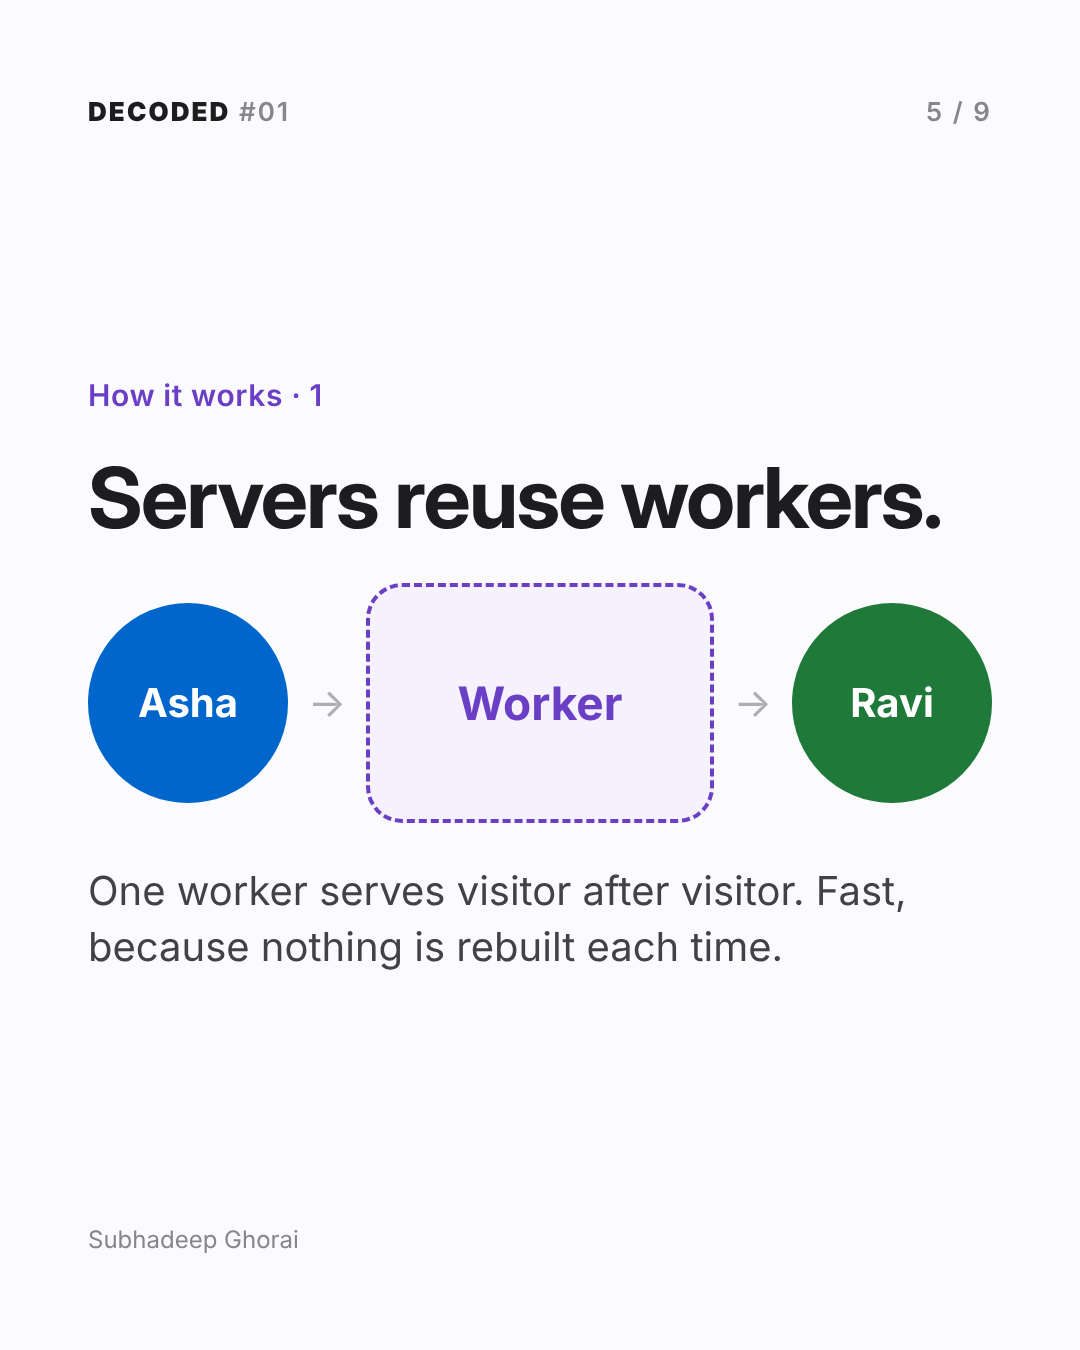 DECODED #01
5 / 9
How it works · 1
Servers reuse workers.
Asha → Worker → Ravi
One worker serves visitor after visitor. Fast,
because nothing is rebuilt each time.
Subhadeep Ghorai